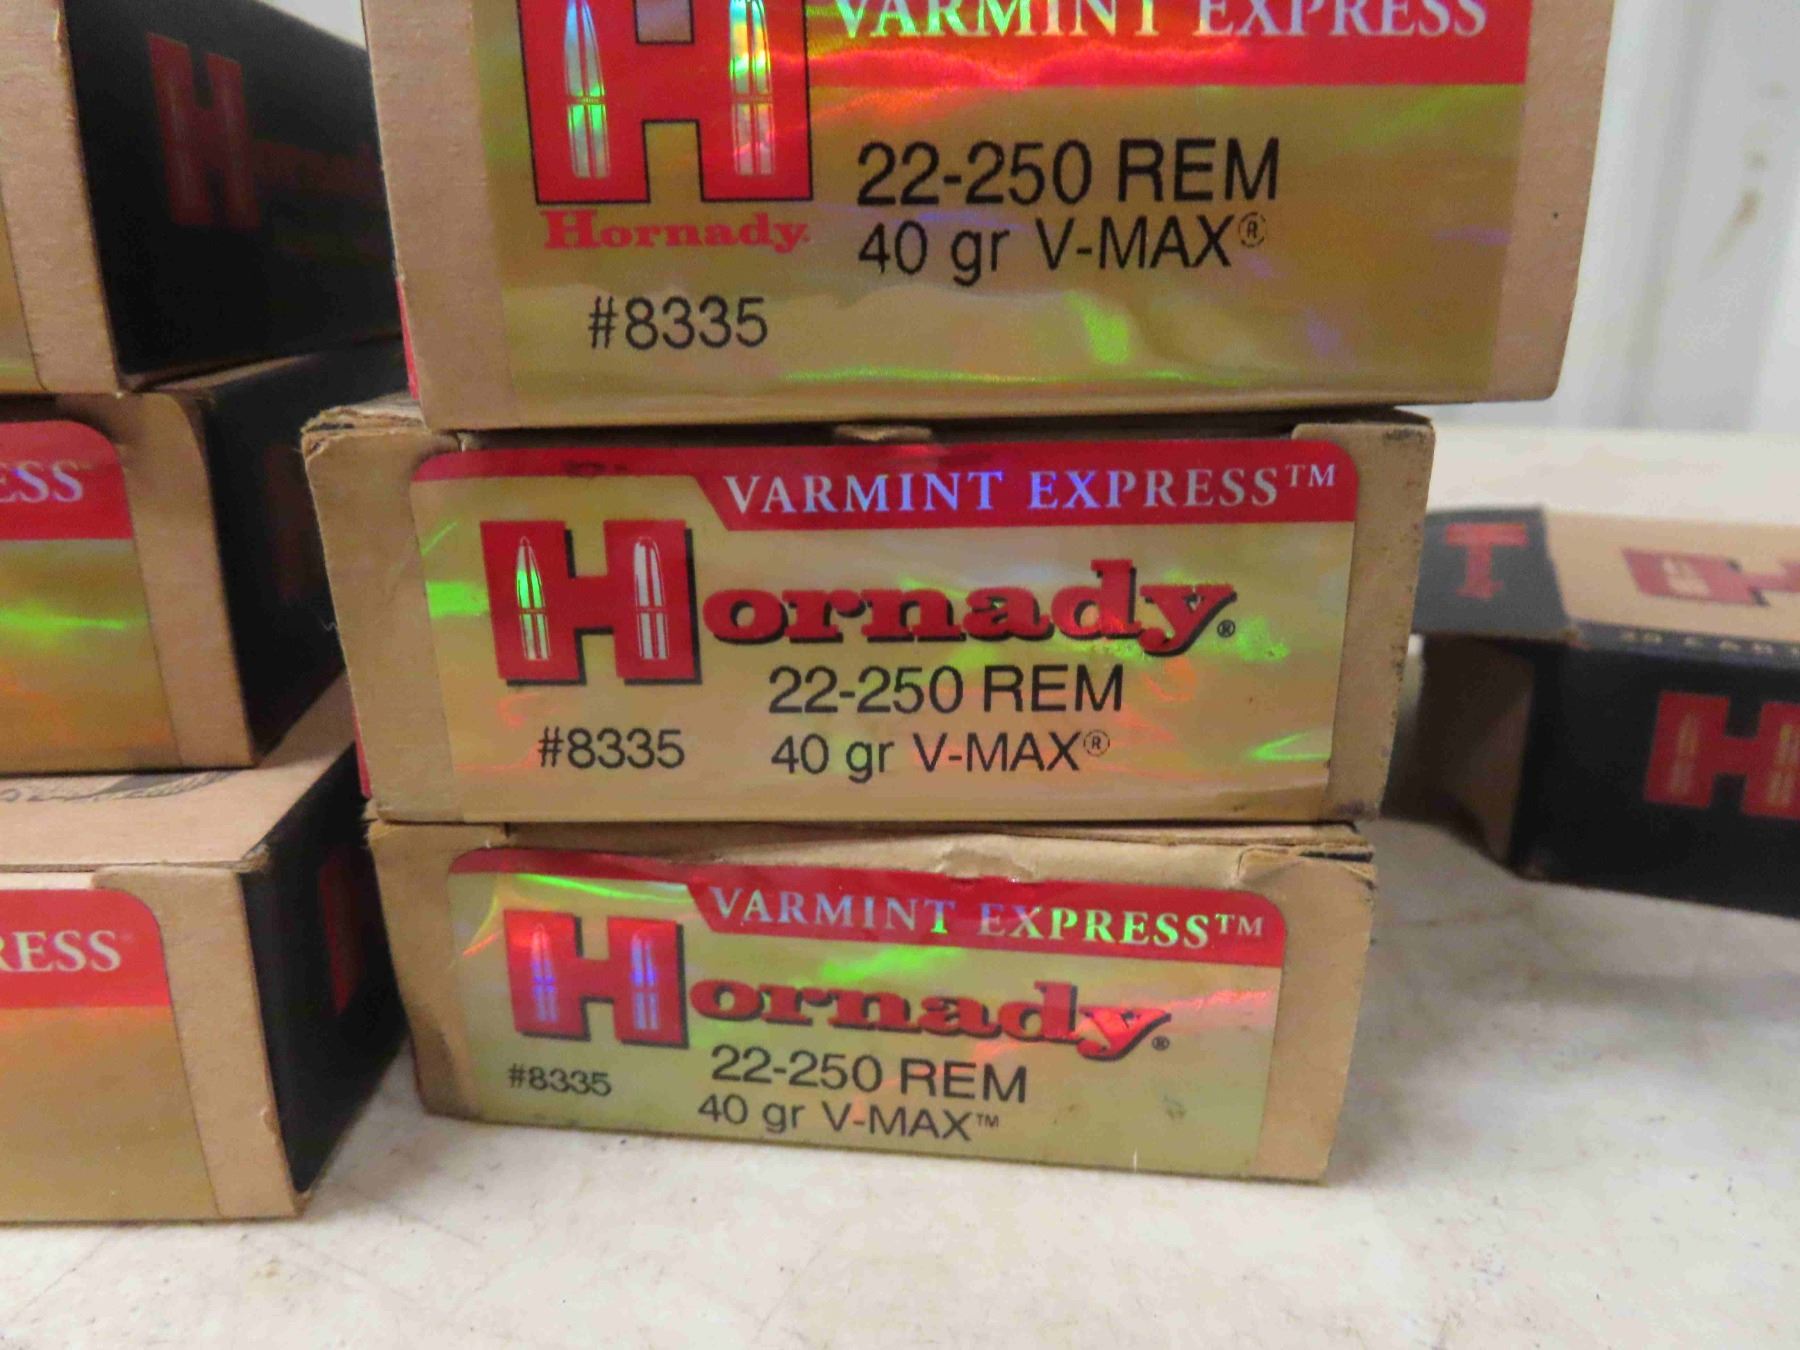 VARMINT EXPRESS
Hornady
22-250 REM
40 gr V-MAX®
#8335
ESS
VARMINT EXPRESS™
Hornady®
22-250 REM
#8335 40 gr V-MAX®
RESS
VARMINT EXPRESS™
Hornady®
#8335 22-250 REM
40 gr V-MAX™
H
H